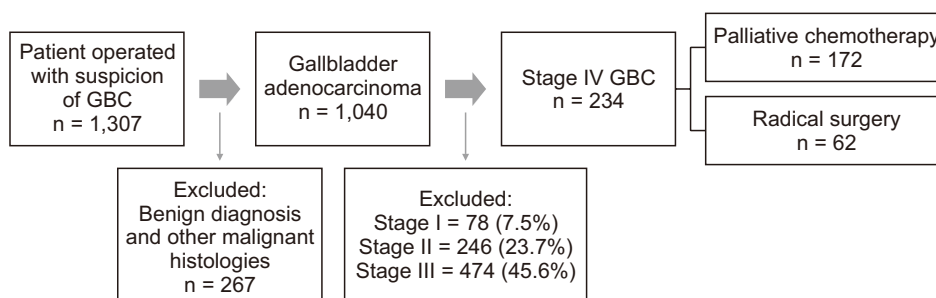 Patient operated
with suspicion
of GBC
n = 1,307
Gallbladder
adenocarcinoma
n = 1,040
Stage IV GBC
n = 234
Palliative chemotherapy
n = 172
Radical surgery
n = 62
Excluded:
Benign diagnosis
and other malignant
histologies
n = 267
Excluded:
Stage I = 78 (7.5%)
Stage II = 246 (23.7%)
Stage III = 474 (45.6%)